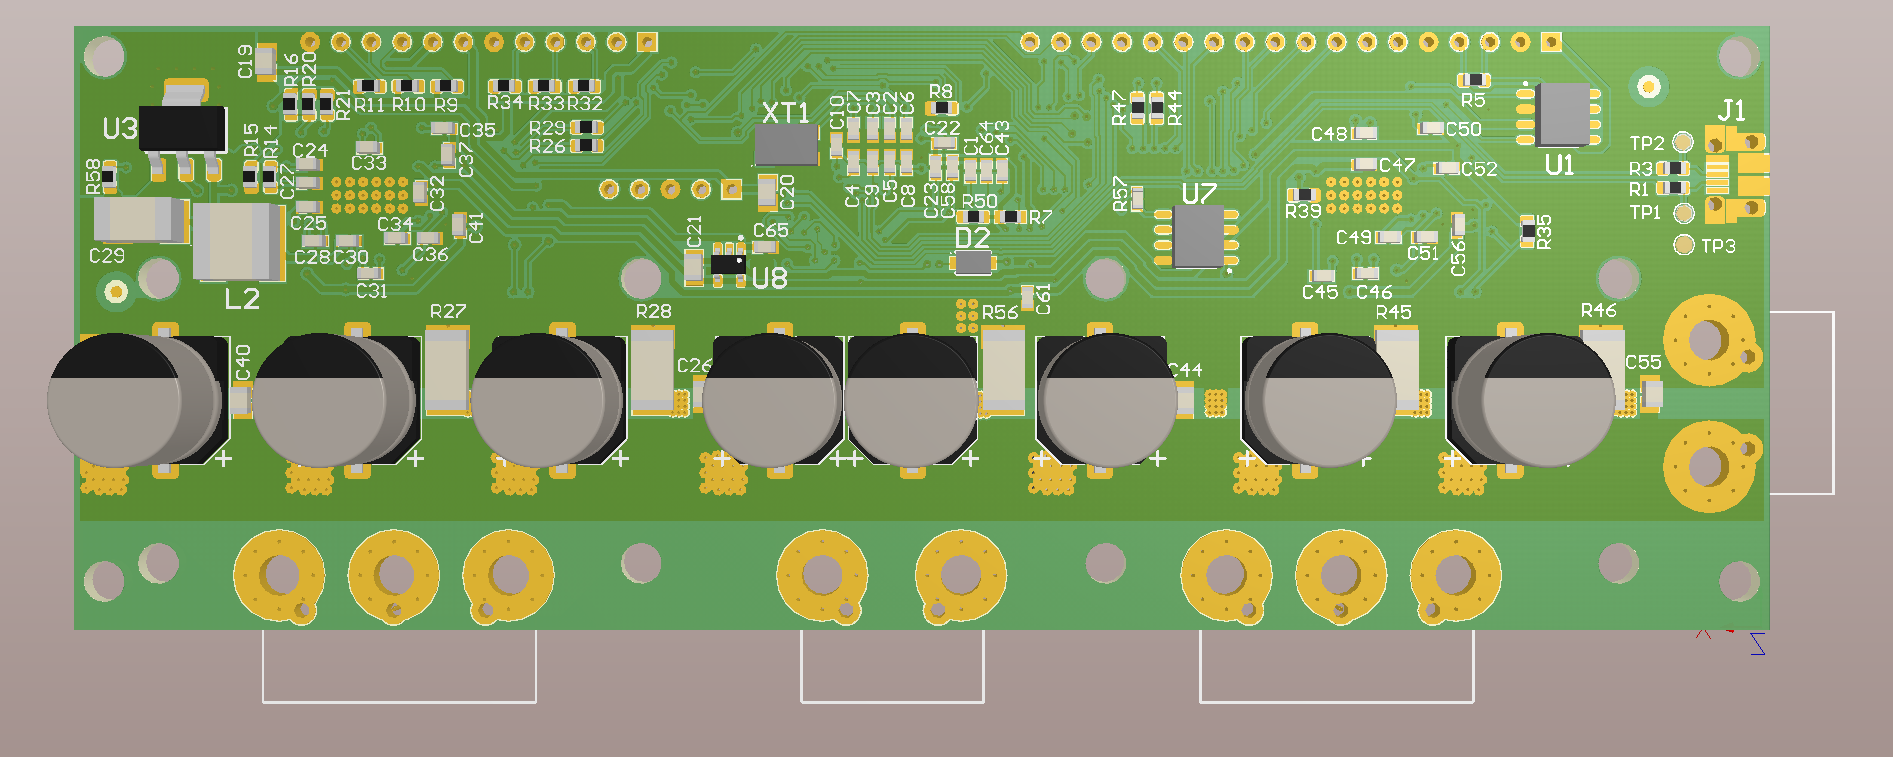 C19
R16
R20
R21
R11
R10
R9
R34
R33
R32
XT1
C10
C7
C3
C2
C6
R8
R47
R44
R5
J1
U3
C35
R29
R26
C22
C1
C64
C43
C48
C50
U1
TP2
R15
R14
C24
C33
C37
R58
C27
C32
C20
C4
C9
C5
C8
C23
C58
R57
U7
C47
C52
R3
R1
C25
C34
C41
R50
R7
R39
TP1
C29
C28
C30
C36
C21
C65
D2
C49
C51
C56
R35
TP3
L2
C31
U8
C61
C45
C46
R27
R28
R56
R45
R46
C40
C26
C44
C55
+
+
+
+
+
+
+
+
+
+
Z